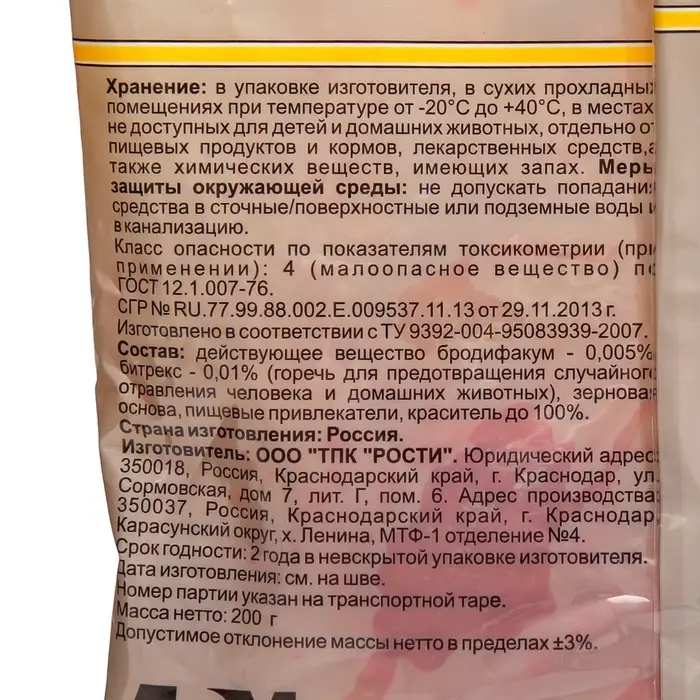 Хранение: в упаковке изготовителя, в сухих прохладных
помещениях при температуре от -20°С до +40°С, в местах,
не доступных для детей и домашних животных, отдельно от
пищевых продуктов и кормов, лекарственных средств,а
также химических веществ, имеющих запах. Меры
защиты окружающей среды: не допускать попадания
средства в сточные/поверхностные или подземные воды и
в канализацию.
Класс опасности по показателям токсикометрии (при
применении): 4 (малоопасное вещество) по
ГОСТ 12.1.007-76.
СГР № RU.77.99.88.002.Е.009537.11.13 от 29.11.2013 г.
Изготовлено в соответствии с ТУ 9392-004-95083939-2007.
Состав: действующее вещество бродифакум - 0,005%,
битрекс - 0,01% (горечь для предотвращения случайного
отравления человека и домашних животных), зерновая
основа, пищевые привлекатели, краситель до 100%.
Страна изготовления: Россия.
Изготовитель: ООО "ТПК "РОСТИ". Юридический адрес:
350018, Россия, Краснодарский край, г. Краснодар, ул.
Сормовская, дом 7, лит. Г, пом. 6. Адрес производства:
350037, Россия, Краснодарский край, г. Краснодар,
Карасунский округ, х. Ленина, МТФ-1 отделение №4.
Срок годности: 2 года в невскрытой упаковке изготовителя.
Дата изготовления: см. на шве.
Номер партии указан на транспортной таре.
Масса нетто: 200 г
Допустимое отклонение массы нетто в пределах ±3%.